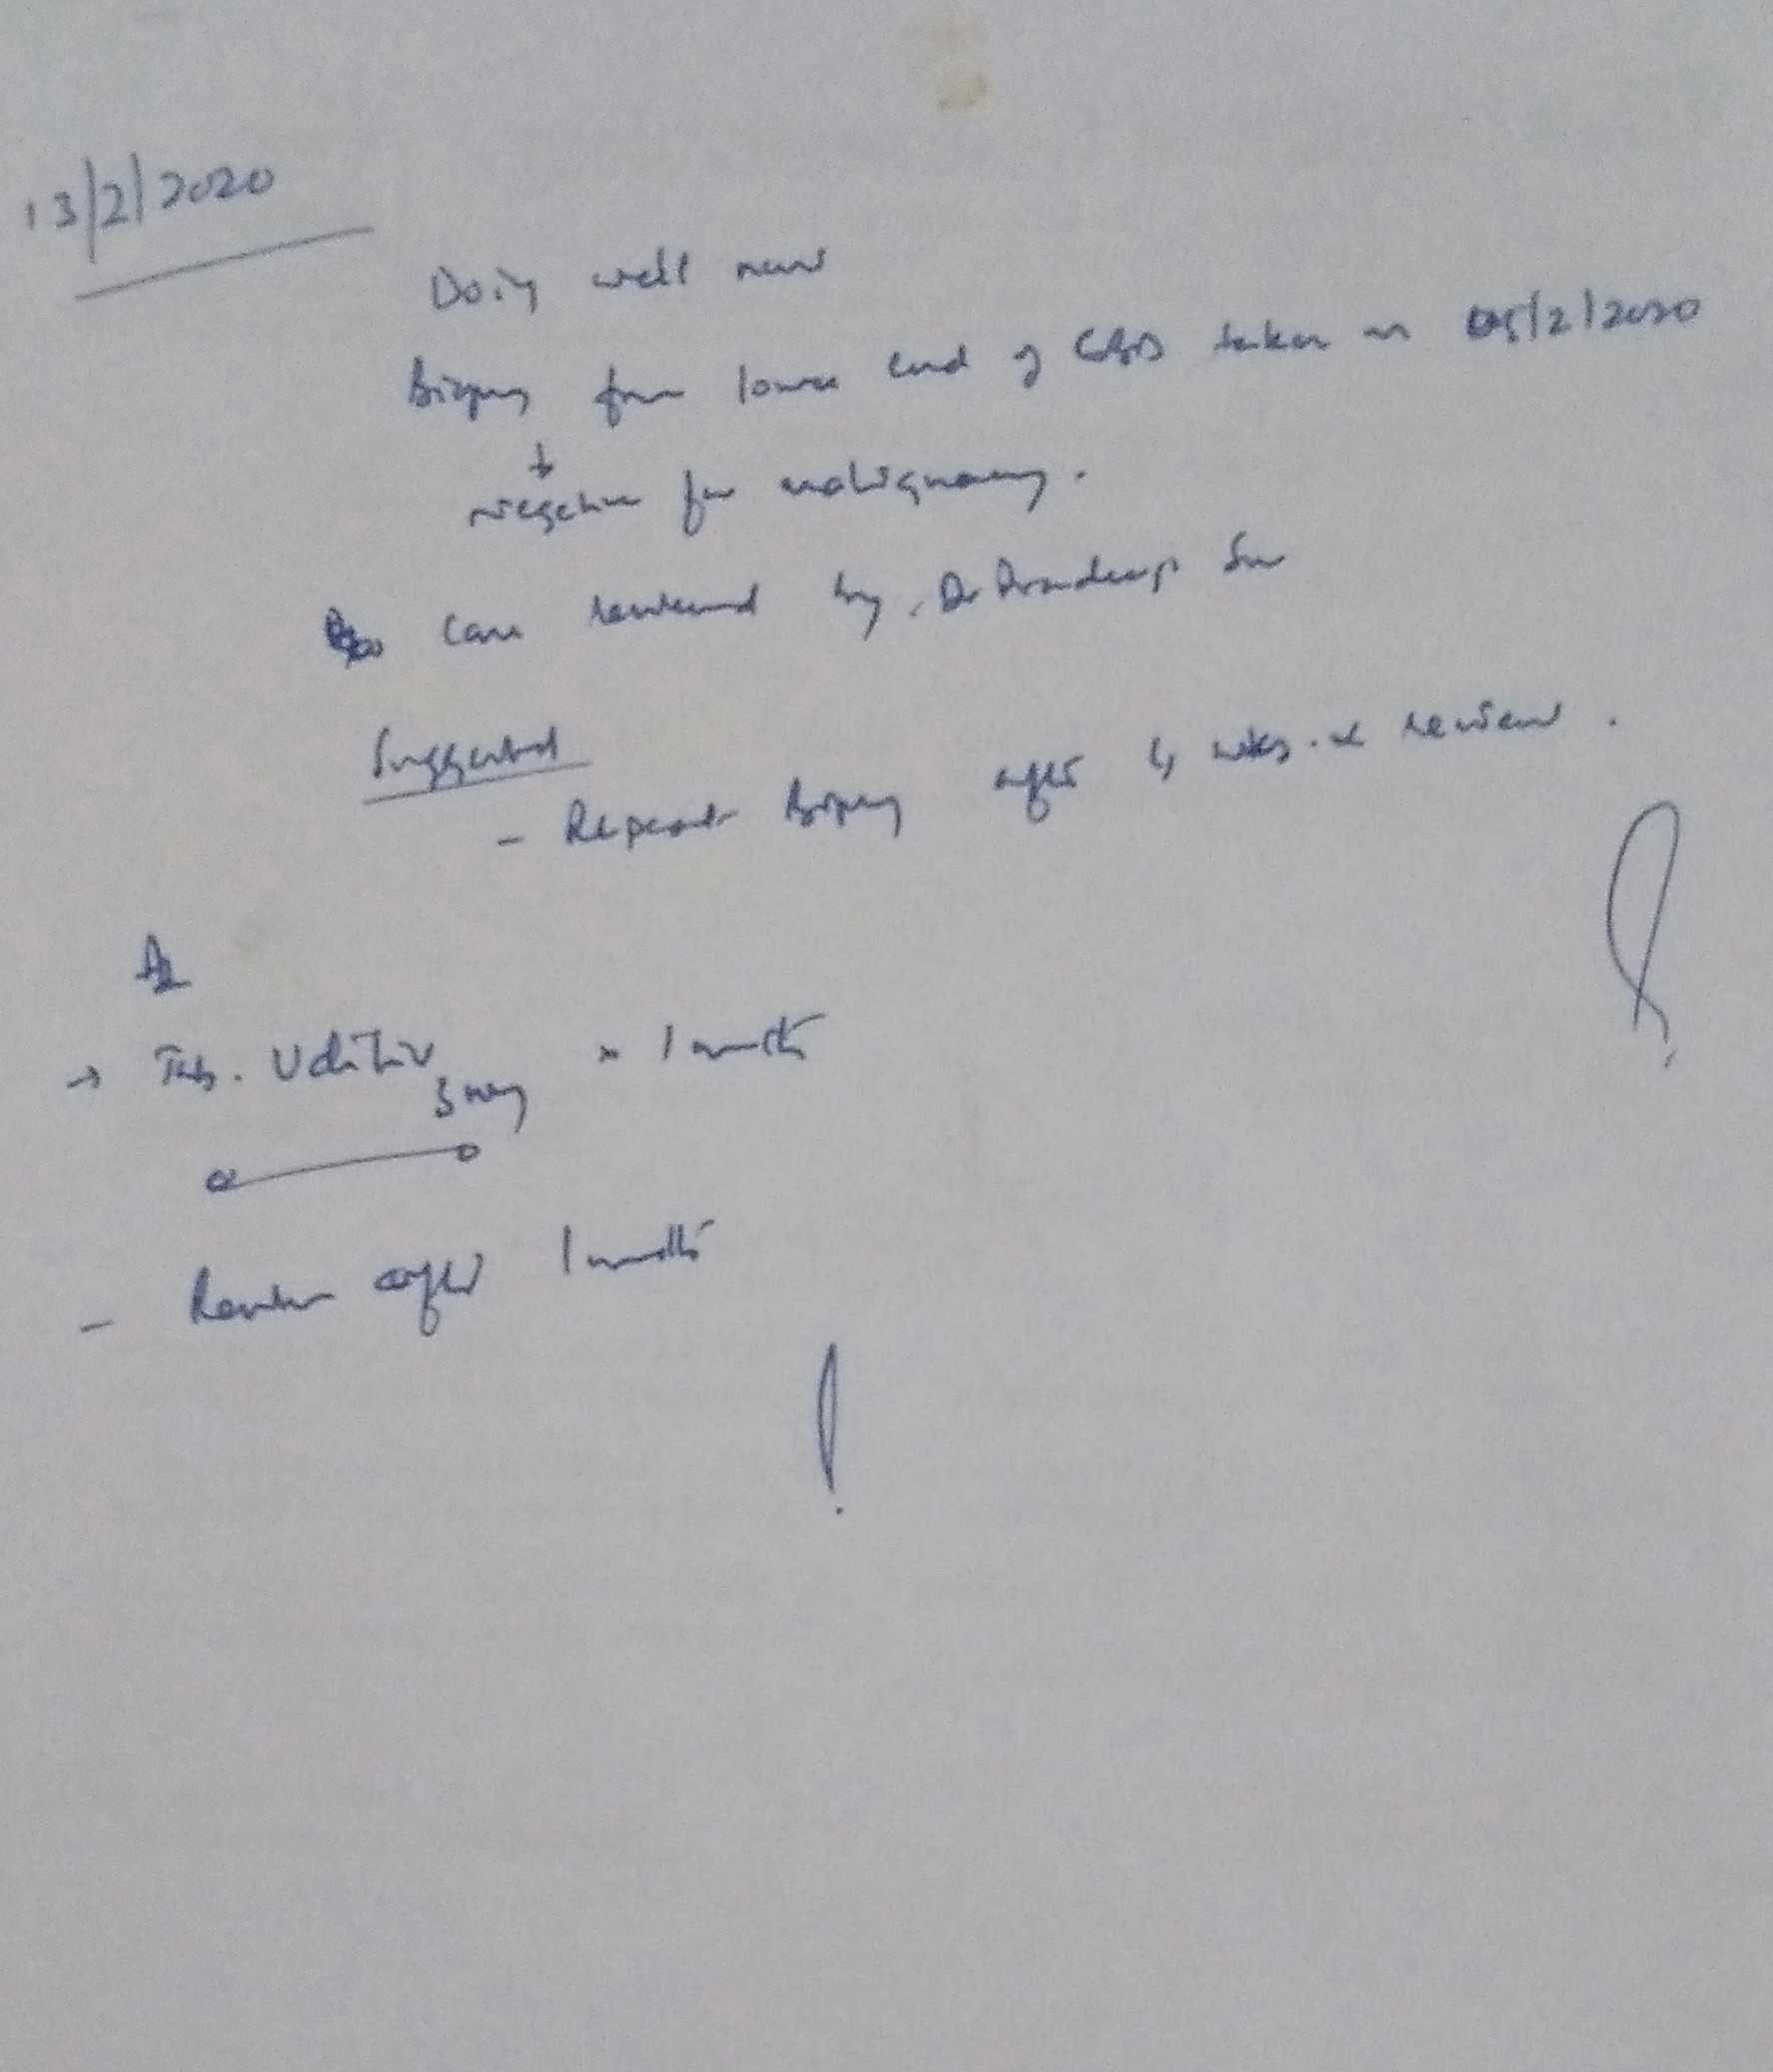 13/2/2020
Doing well now
Biopsy from lower end of CBD taken on 05/2/2020
↓
Negative for malignancy.
Case reviewed by Dr Pradeep Sir
Suggested
- Repeat Biopsy after 4 wks. & review.
→ Tab. Udiliv × 1 month
- Review after 1 month